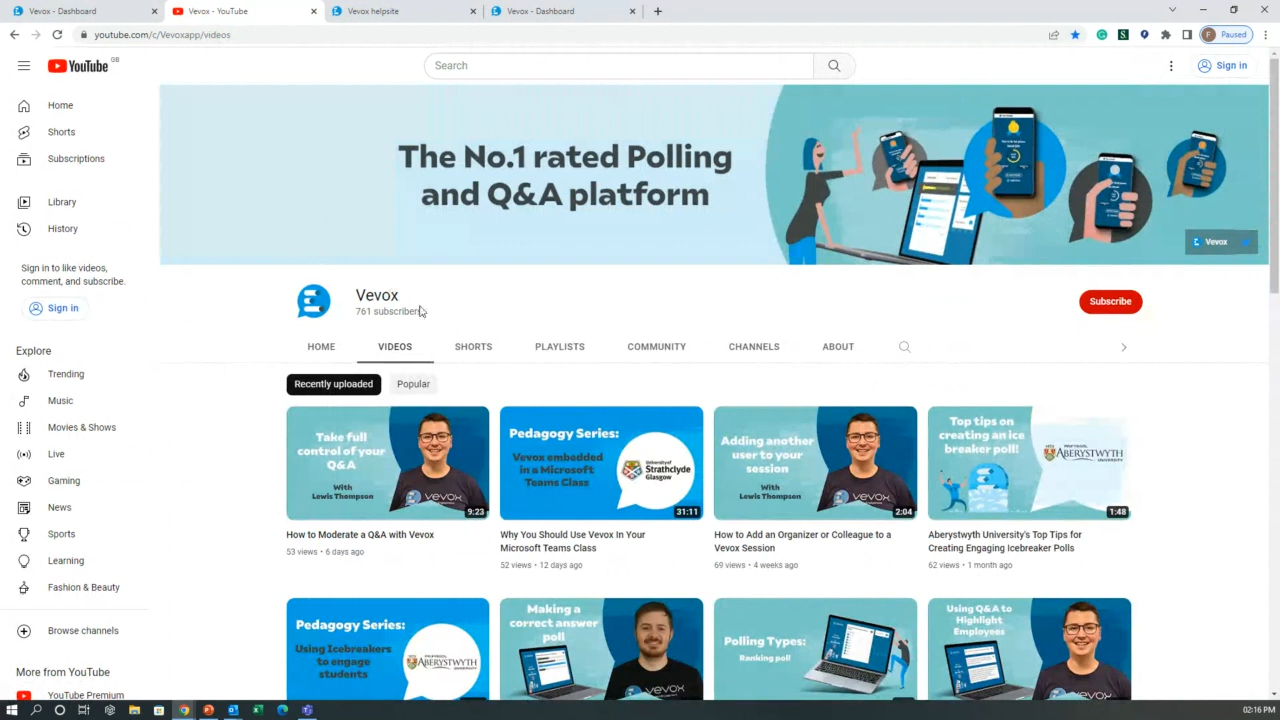 Vevox - Dashboard
Vevox - YouTube
Vevox helpsite
Vevox - Dashboard
youtube.com/c/Vevoxapp/videos
Paused
YouTube GB
Search
Sign in
Home
Shorts
Subscriptions
Library
History
Sign in to like videos,
comment, and subscribe.
Sign in
Explore
Trending
Music
Movies & Shows
Live
Gaming
News
Sports
Learning
Fashion & Beauty
Browse channels
More from YouTube
YouTube Premium
The No.1 rated Polling
and Q&A platform
Vevox
Vevox
761 subscribers
Subscribe
HOME
VIDEOS
SHORTS
PLAYLISTS
COMMUNITY
CHANNELS
ABOUT
Recently uploaded
Popular
Take full
control of your
Q&A
With
Lewis Thompson
VEVOX
9:23
How to Moderate a Q&A with Vevox
53 views • 6 days ago
Pedagogy Series:
Vevox embedded
in a Microsoft
Teams Class
University of
Strathclyde
Glasgow
31:11
Why You Should Use Vevox In Your
Microsoft Teams Class
52 views • 12 days ago
Adding another
user to your
session
With
Lewis Thompson
VEVOX
2:04
How to Add an Organizer or Colleague to a
Vevox Session
69 views • 4 weeks ago
Top tips on
creating an ice
breaker poll!
ABERYSTWYTH
1:48
Aberystwyth University's Top Tips for
Creating Engaging Icebreaker Polls
62 views • 1 month ago
Pedagogy Series:
Using Icebreakers
to engage
students
ABERYSTWYTH
Making a
correct answer
poll
VEVOX
Polling Types:
Ranking poll
Using Q&A to
Highlight
Employees
VEVOX
02:16 PM